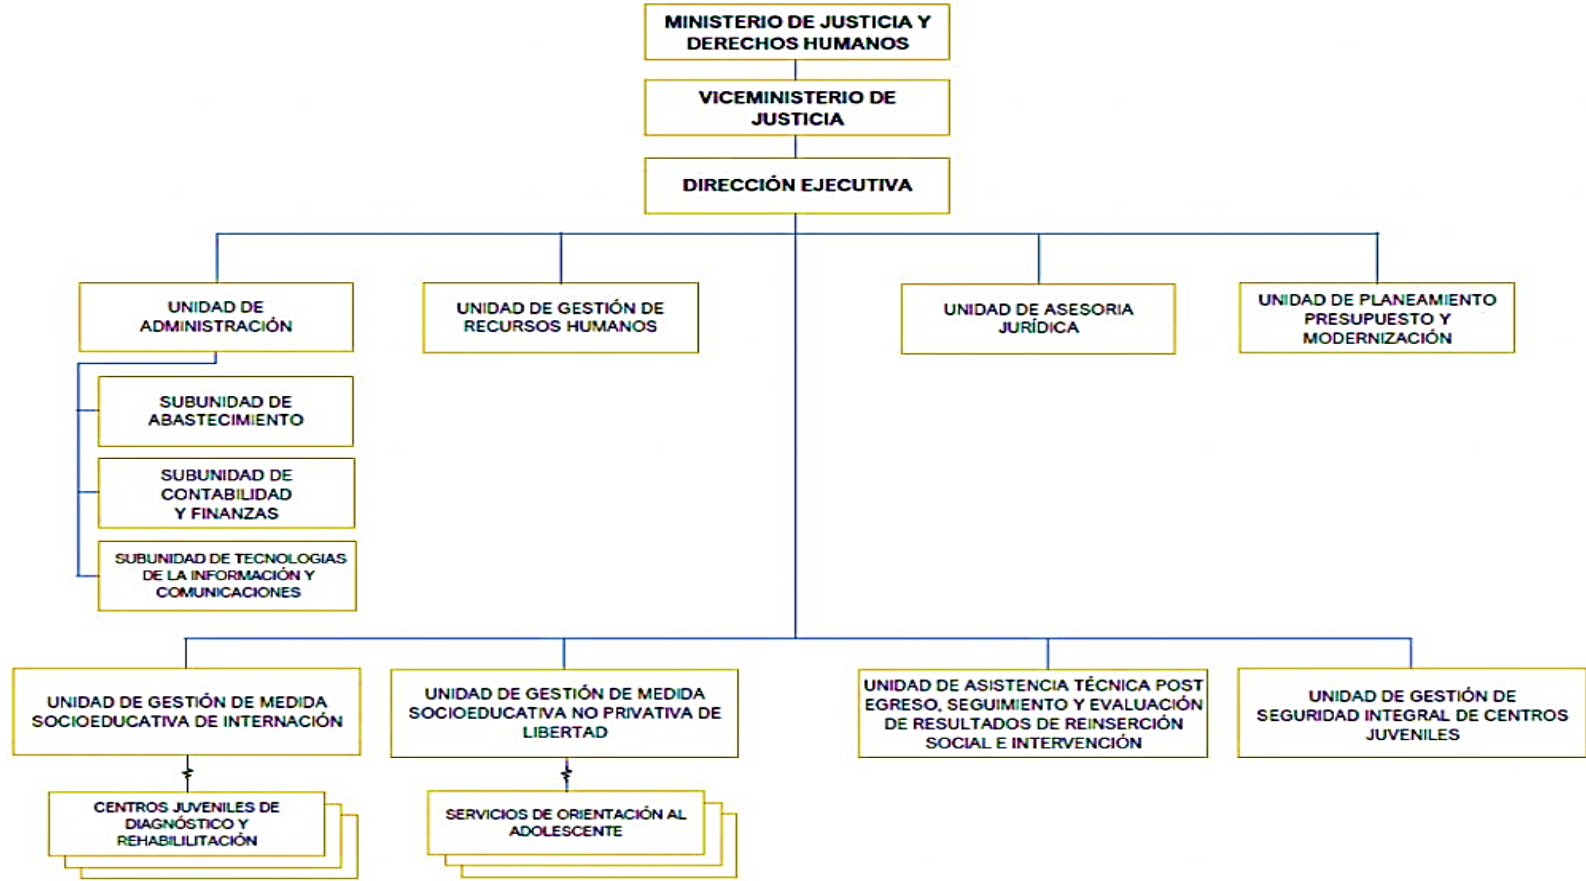 MINISTERIO DE JUSTICIA Y
DERECHOS HUMANOS
VICEMINISTERIO DE
JUSTICIA
DIRECCIÓN EJECUTIVA
UNIDAD DE
ADMINISTRACIÓN
UNIDAD DE GESTIÓN DE
RECURSOS HUMANOS
UNIDAD DE ASESORIA
JURÍDICA
UNIDAD DE PLANEAMIENTO
PRESUPUESTO Y
MODERNIZACIÓN
SUBUNIDAD DE
ABASTECIMIENTO
SUBUNIDAD DE
CONTABILIDAD
Y FINANZAS
SUBUNIDAD DE TECNOLOGIAS
DE LA INFORMACIÓN Y
COMUNICACIONES
UNIDAD DE GESTIÓN DE MEDIDA
SOCIOEDUCATIVA DE INTERNACIÓN
UNIDAD DE GESTIÓN DE MEDIDA
SOCIOEDUCATIVA NO PRIVATIVA DE
LIBERTAD
UNIDAD DE ASISTENCIA TÉCNICA POST
EGRESO, SEGUIMIENTO Y EVALUACIÓN
DE RESULTADOS DE REINSERCIÓN
SOCIAL E INTERVENCIÓN
UNIDAD DE GESTIÓN DE
SEGURIDAD INTEGRAL DE CENTROS
JUVENILES
CENTROS JUVENILES DE
DIAGNÓSTICO Y
REHABILILITACIÓN
SERVICIOS DE ORIENTACIÓN AL
ADOLESCENTE